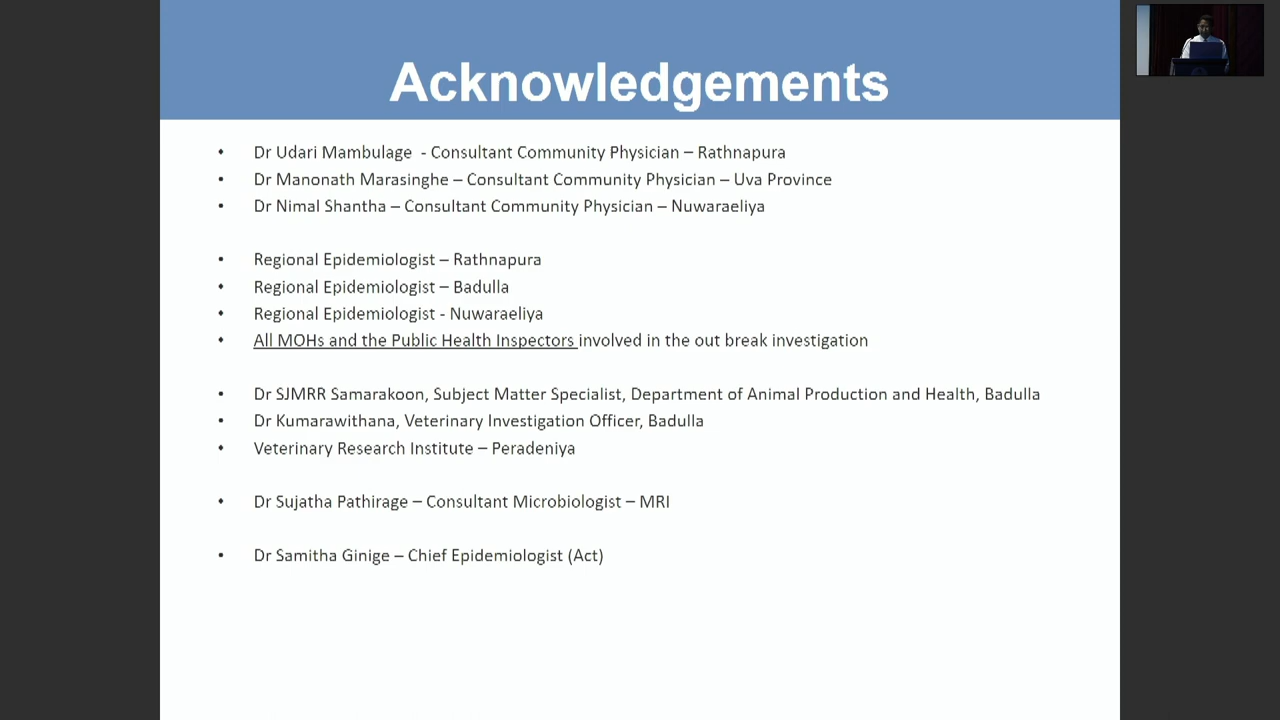 Acknowledgements
• Dr Udari Mambulage - Consultant Community Physician – Rathnapura
• Dr Manonath Marasinghe – Consultant Community Physician – Uva Province
• Dr Nimal Shantha – Consultant Community Physician – Nuwaraeliya
• Regional Epidemiologist – Rathnapura
• Regional Epidemiologist – Badulla
• Regional Epidemiologist - Nuwaraeliya
• All MOHs and the Public Health Inspectors involved in the out break investigation
• Dr SJMRR Samarakoon, Subject Matter Specialist, Department of Animal Production and Health, Badulla
• Dr Kumarawithana, Veterinary Investigation Officer, Badulla
• Veterinary Research Institute – Peradeniya
• Dr Sujatha Pathirage – Consultant Microbiologist – MRI
• Dr Samitha Ginige – Chief Epidemiologist (Act)